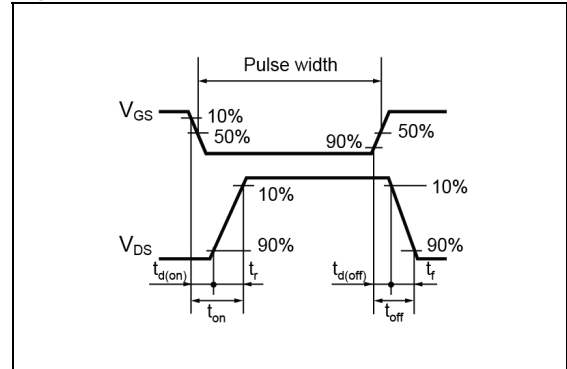 Pulse width
VGS
10%
50%
90%
50%
10%
10%
VDS
90%
90%
td(on)
tr
td(off)
tf
ton
toff